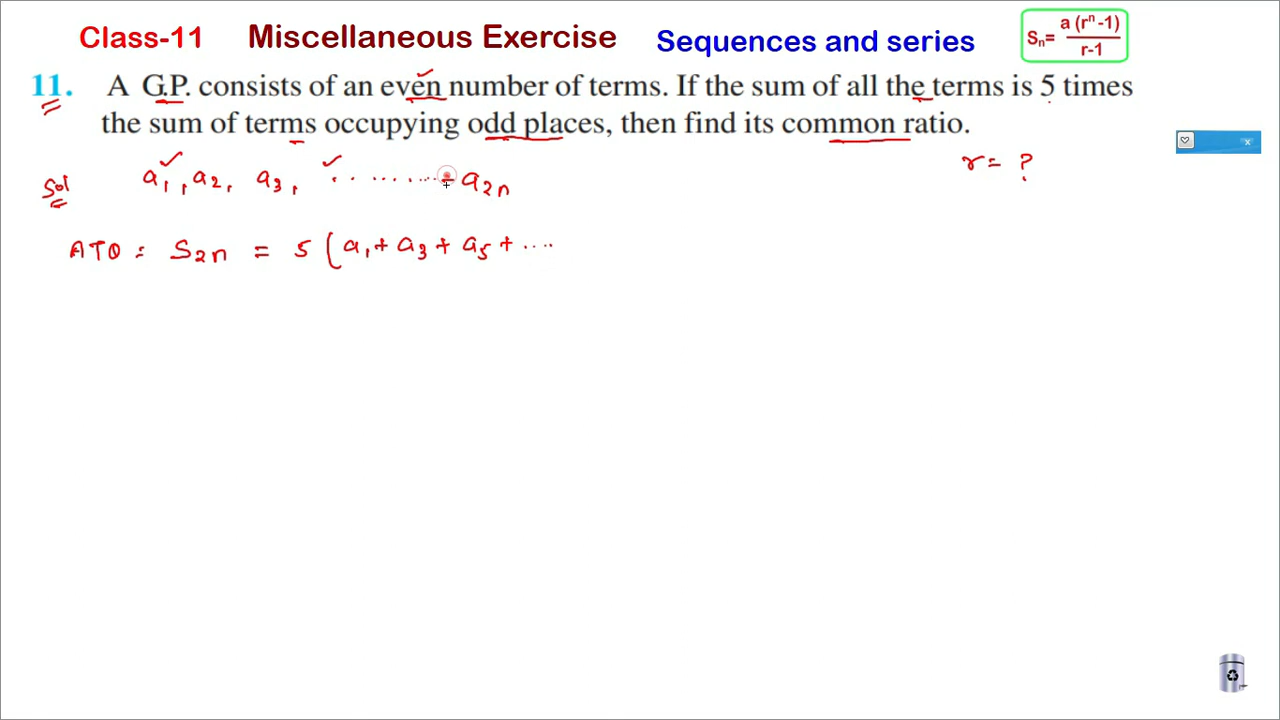 Class-11 Miscellaneous Exercise Sequences and series Sn= a (rⁿ -1) / r-1
11. A G.P. consists of an even number of terms. If the sum of all the terms is 5 times
the sum of terms occupying odd places, then find its common ratio.
r = ?
Sol a₁, a₂, a₃, .......... - a₂ₙ
ATQ : S₂ₙ = 5 (a₁ + a₃ + a₅ + ....